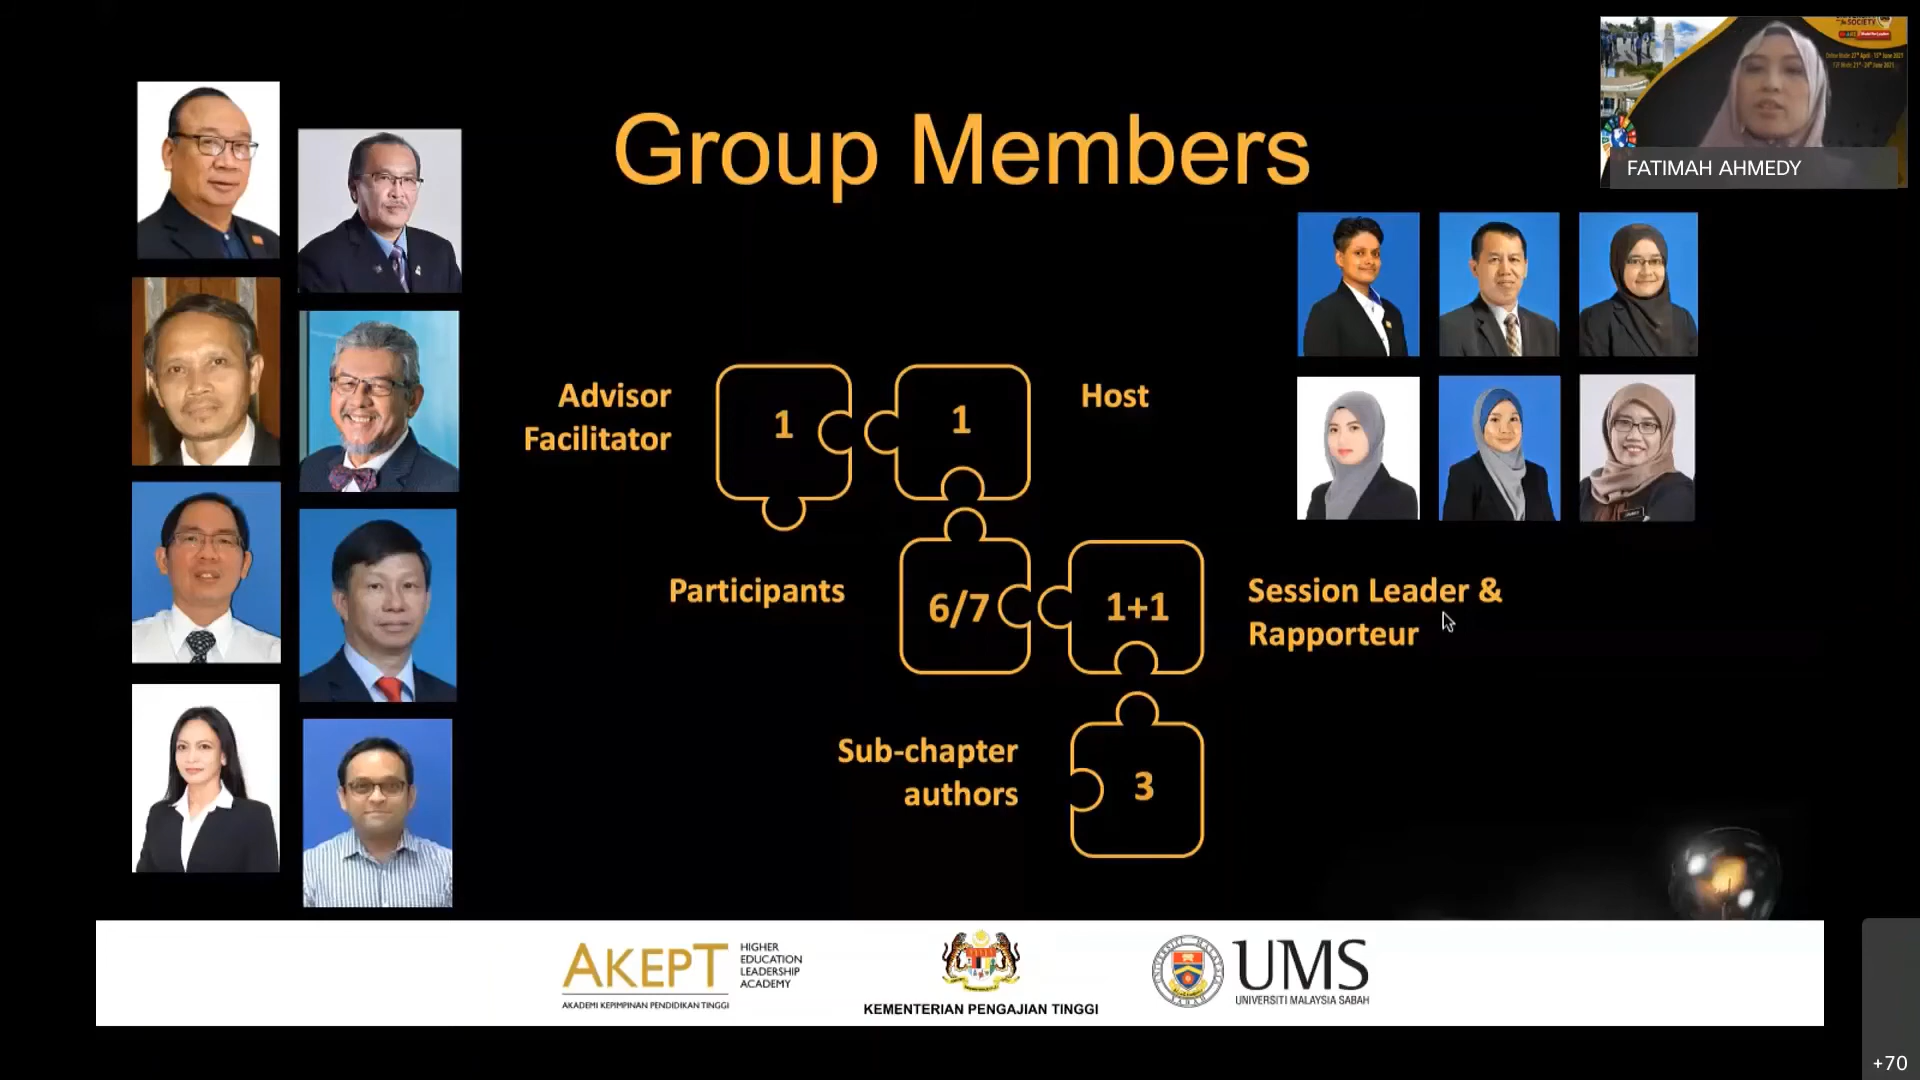 Group Members
SOCIETY
FATIMAH AHMEDY
Advisor
Facilitator
1
1
Host
Participants
6/7
1+1
Session Leader &
Rapporteur
Sub-chapter
authors
3
AKEPT
HIGHER
EDUCATION
LEADERSHIP
ACADEMY
AKADEMI KEPIMPINAN PENDIDIKAN TINGGI
KEMENTERIAN PENGAJIAN TINGGI
UMS
UNIVERSITI MALAYSIA SABAH
+70